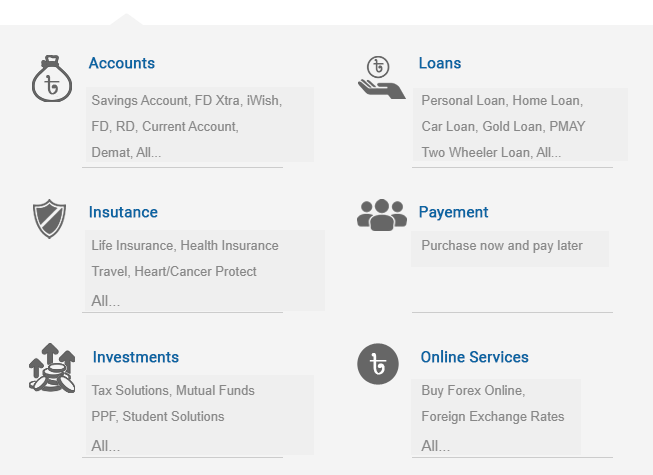 Accounts
Savings Account, FD Xtra, iWish,
FD, RD, Current Account,
Demat, All...
Loans
Personal Loan, Home Loan,
Car Loan, Gold Loan, PMAY
Two Wheeler Loan, All...
Insutance
Life Insurance, Health Insurance
Travel, Heart/Cancer Protect
All...
Payement
Purchase now and pay later
Investments
Tax Solutions, Mutual Funds
PPF, Student Solutions
All...
Online Services
Buy Forex Online,
Foreign Exchange Rates
All...
৳
৳
৳